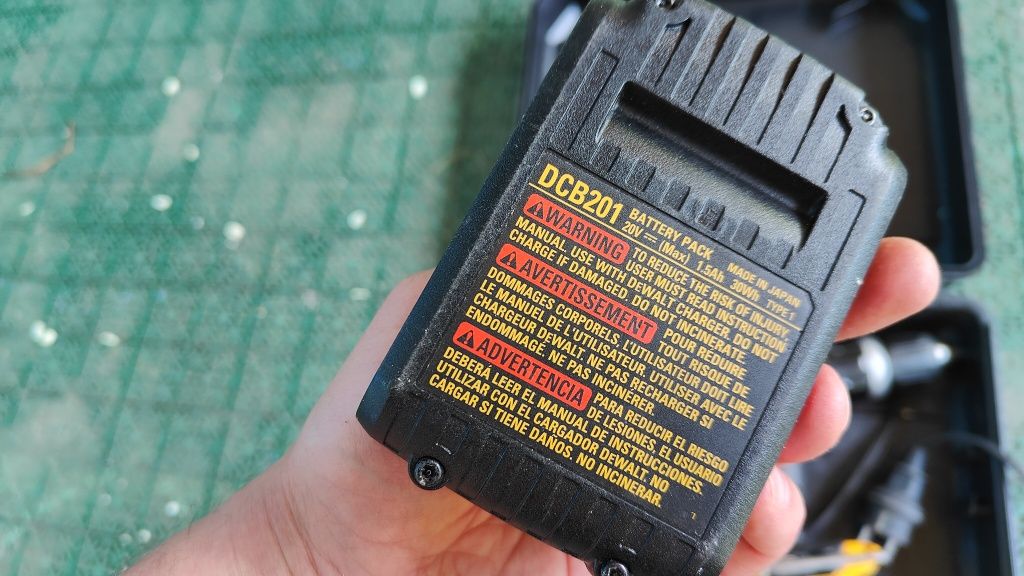 DCB201 BATTERY PACK MADE IN JAPAN
20V (Max) 1.5Ah 30Wh TYPE 1
WARNING TO REDUCE THE RISK OF INJURY
USER MUST READ INSTRUCTION
MANUAL. USE WITH DEWALT CHARGER. DO NOT
CHARGE IF DAMAGED. DO NOT INCINERATE
AVERTISSEMENT POUR RÉDUIRE
TOUT RISQUE DE
DOMMAGES CORPORELS, L'UTILISATEUR DOIT LIRE
LE MANUEL DE L'UTILISATEUR. UTILISER AVEC LE
CHARGEUR DEWALT. NE PAS RECHARGER SI
ENDOMMAGÉ. NE PAS INCINÉRER.
ADVERTENCIA PARA REDUCIR EL RIESGO
DE LESIONES, EL USUARIO
DEBERÁ LEER EL MANUAL DE INSTRUCCIONES.
UTILIZAR CON EL CARGADOR DEWALT. NO
CARGAR SI TIENE DAÑOS. NO INCINERAR.